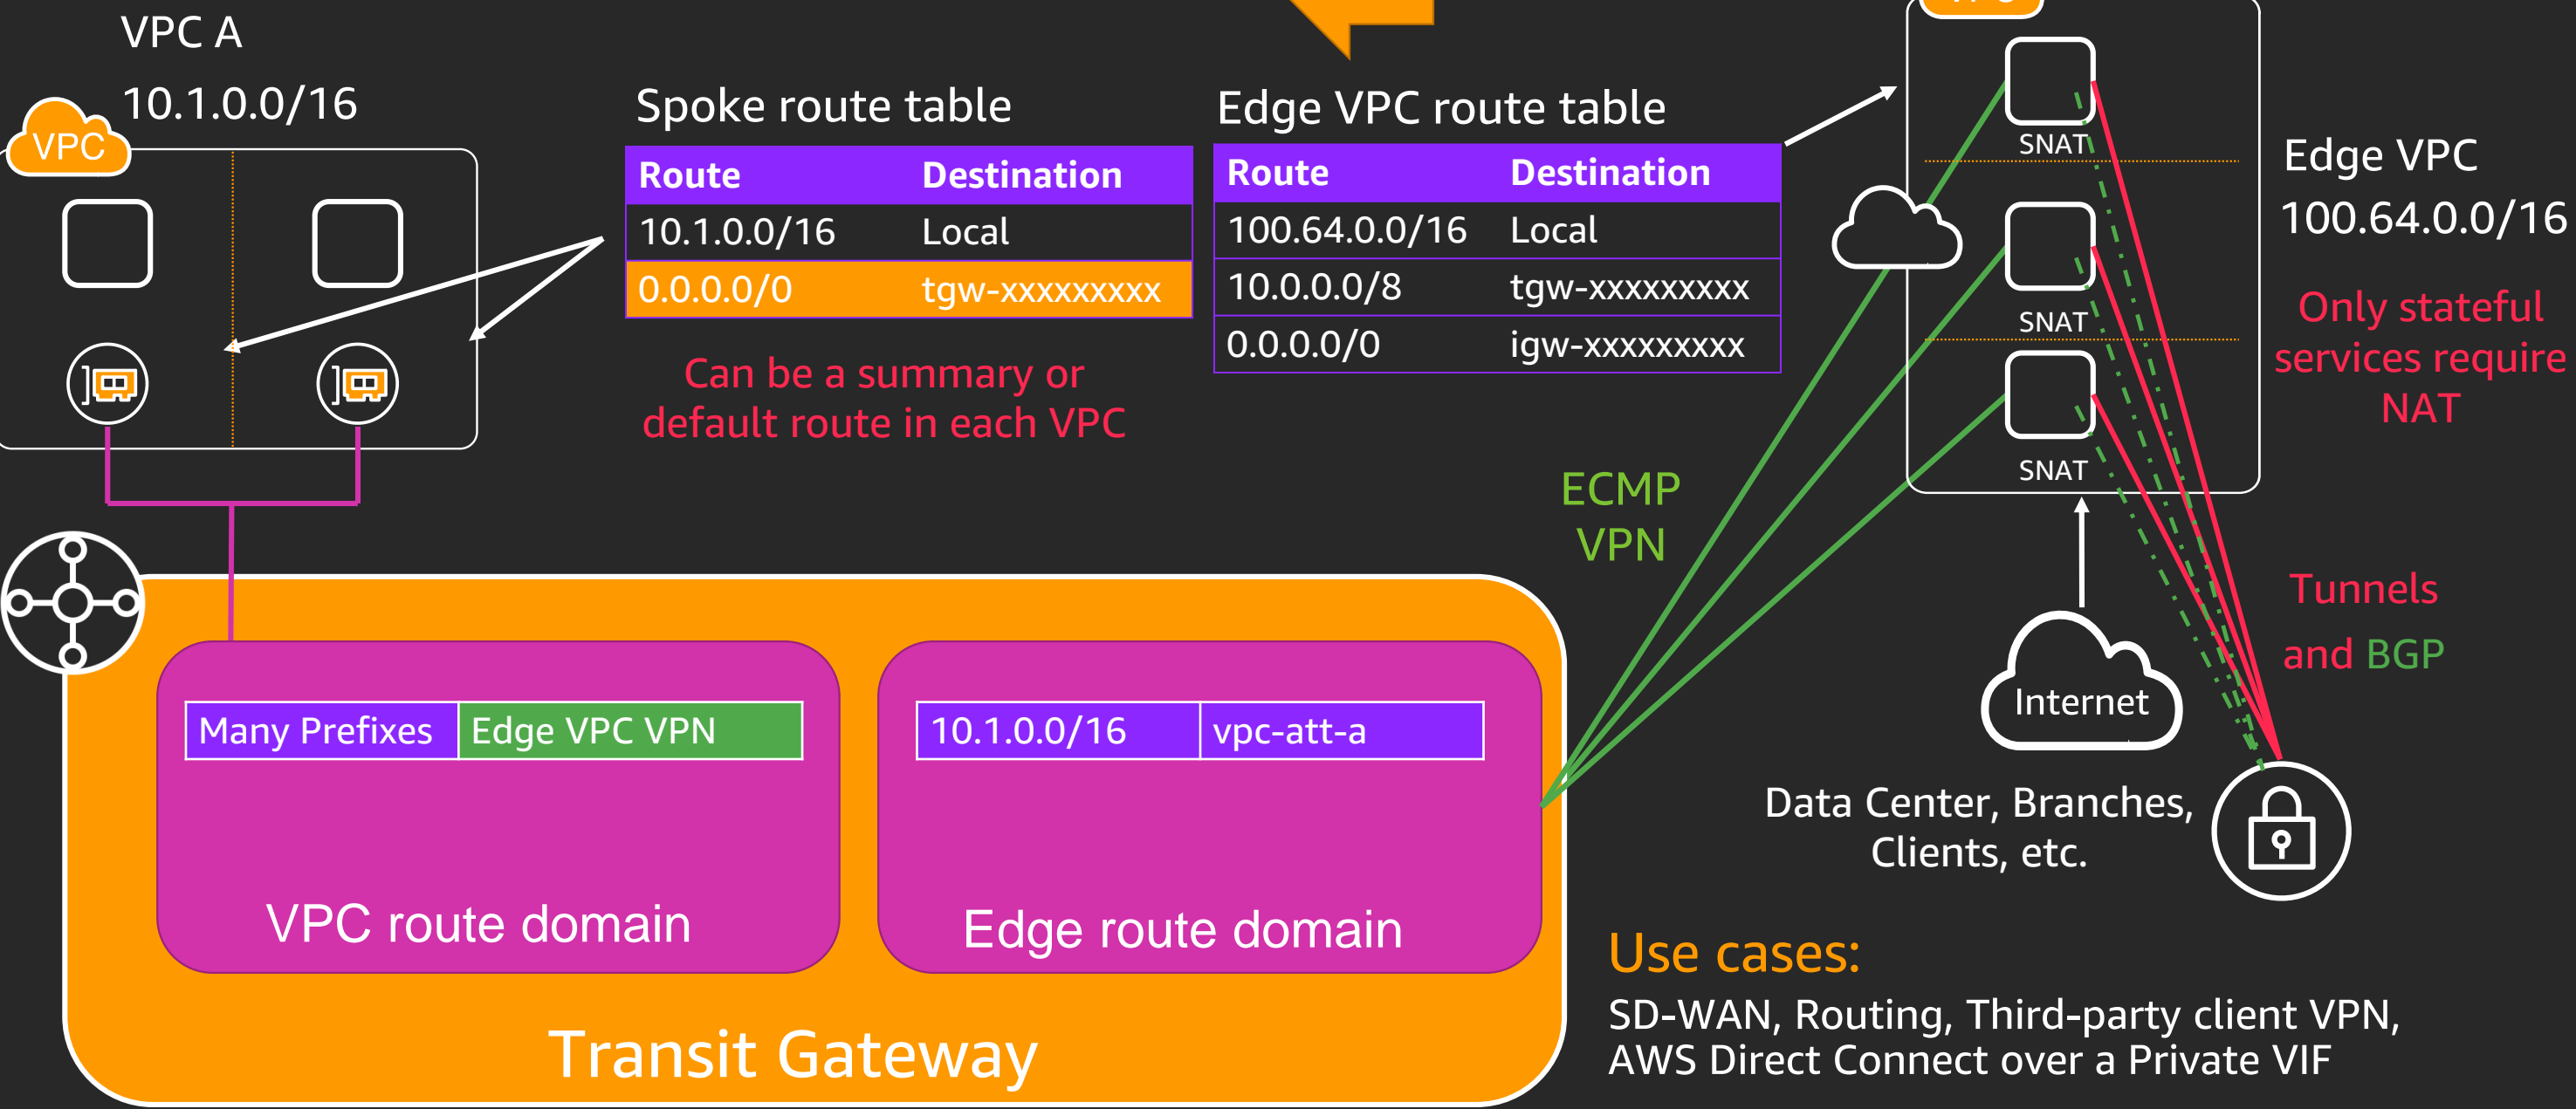 VPC A
10.1.0.0/16
VPC
Spoke route table
Route Destination
10.1.0.0/16 Local
0.0.0.0/0 tgw-xxxxxxxxx
Can be a summary or
default route in each VPC
Edge VPC route table
Route Destination
100.64.0.0/16 Local
10.0.0.0/8 tgw-xxxxxxxxx
0.0.0.0/0 igw-xxxxxxxxx
SNAT
SNAT
SNAT
Edge VPC
100.64.0.0/16
Only stateful
services require
NAT
ECMP
VPN
Tunnels
and BGP
Internet
Data Center, Branches,
Clients, etc.
Many Prefixes Edge VPC VPN
VPC route domain
10.1.0.0/16 vpc-att-a
Edge route domain
Transit Gateway
Use cases:
SD-WAN, Routing, Third-party client VPN,
AWS Direct Connect over a Private VIF